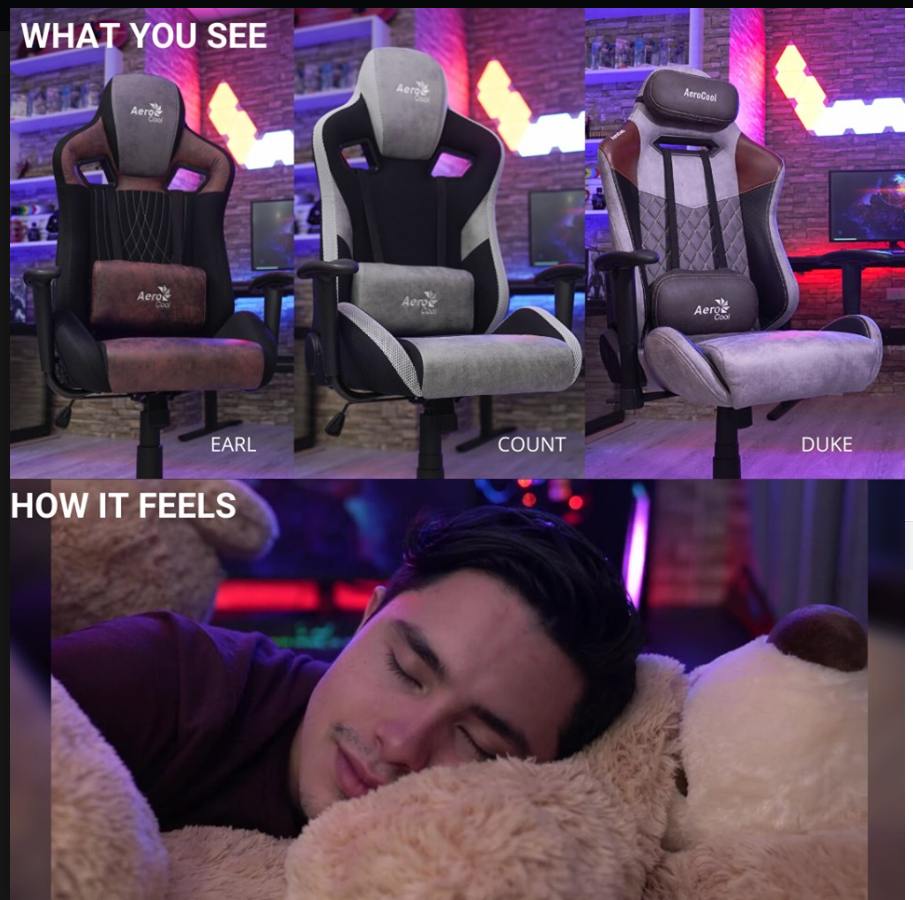 WHAT YOU SEE
Aero
Cool
Aero
Cool
EARL
Aero
Cool
Aero
Cool
COUNT
AeroCool
Aero
Cool
DUKE
HOW IT FEELS